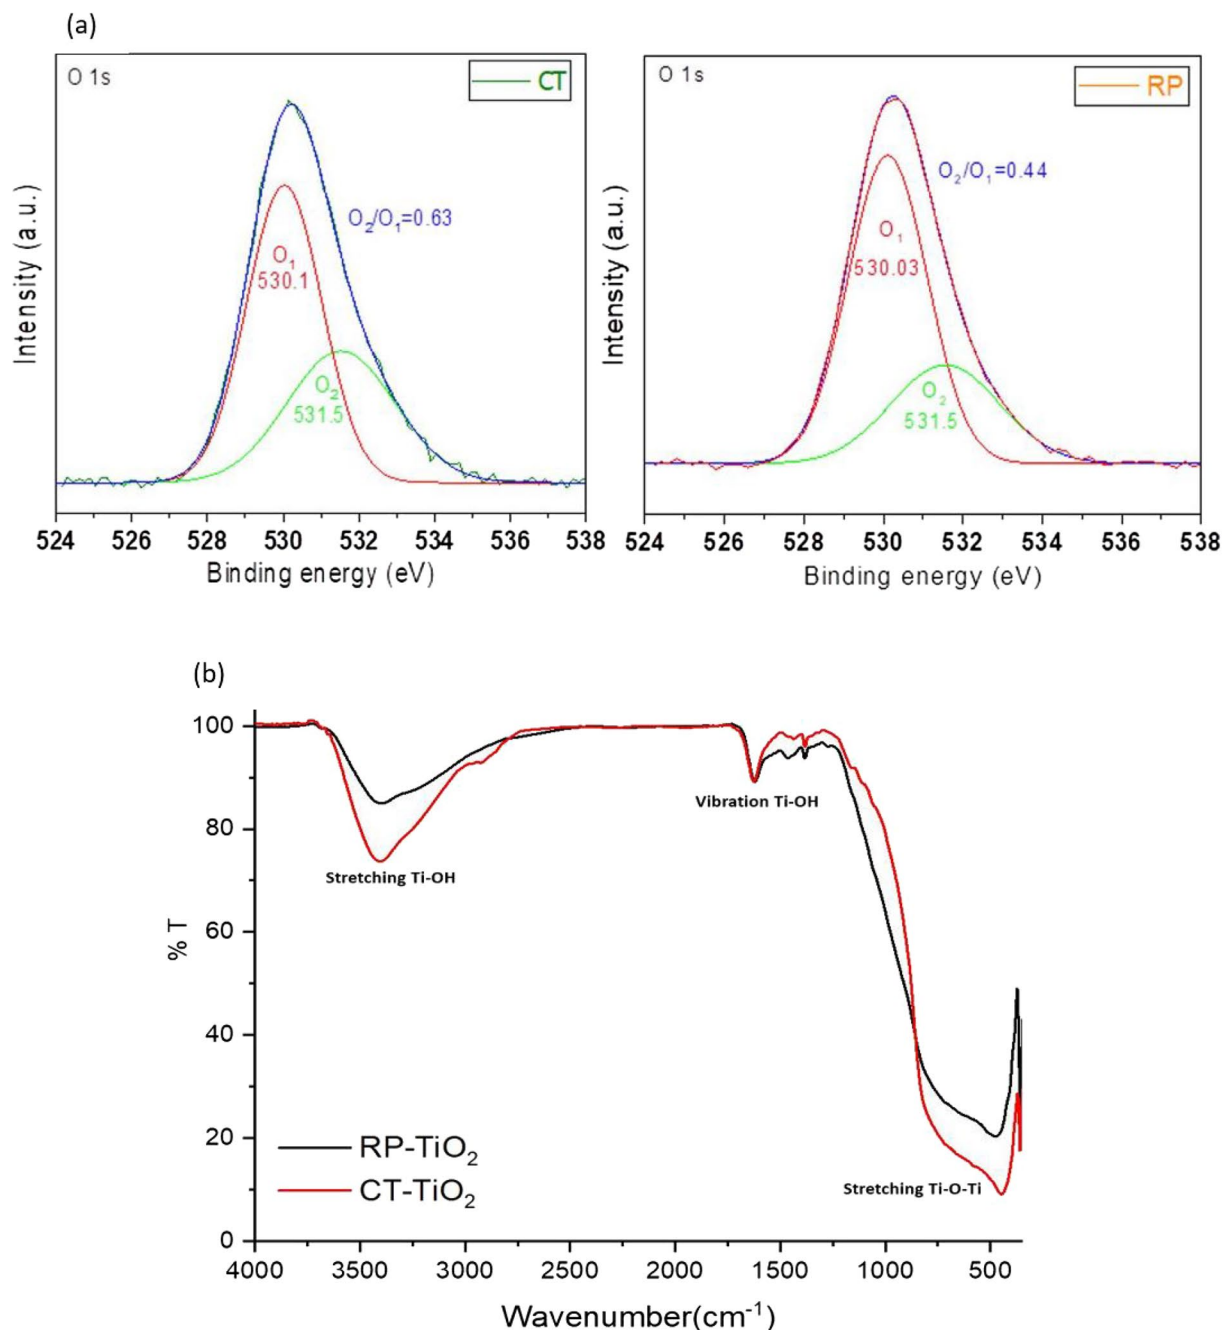 (a)
O 1s
CT
O₂/O₁=0.63
O₁
530.1
O₂
531.5
Intensity (a.u.)
524 526 528 530 532 534 536 538
Binding energy (eV)
O 1s
RP
O₂/O₁=0.44
O₁
530.03
O₂
531.5
Intensity (a.u.)
524 526 528 530 532 534 536 538
Binding energy (eV)
(b)
100
80
60
40
20
0
% T
Vibration Ti-OH
Stretching Ti-OH
RP-TiO₂
CT-TiO₂
Stretching Ti-O-Ti
4000 3500 3000 2500 2000 1500 1000 500
Wavenumber(cm⁻¹)